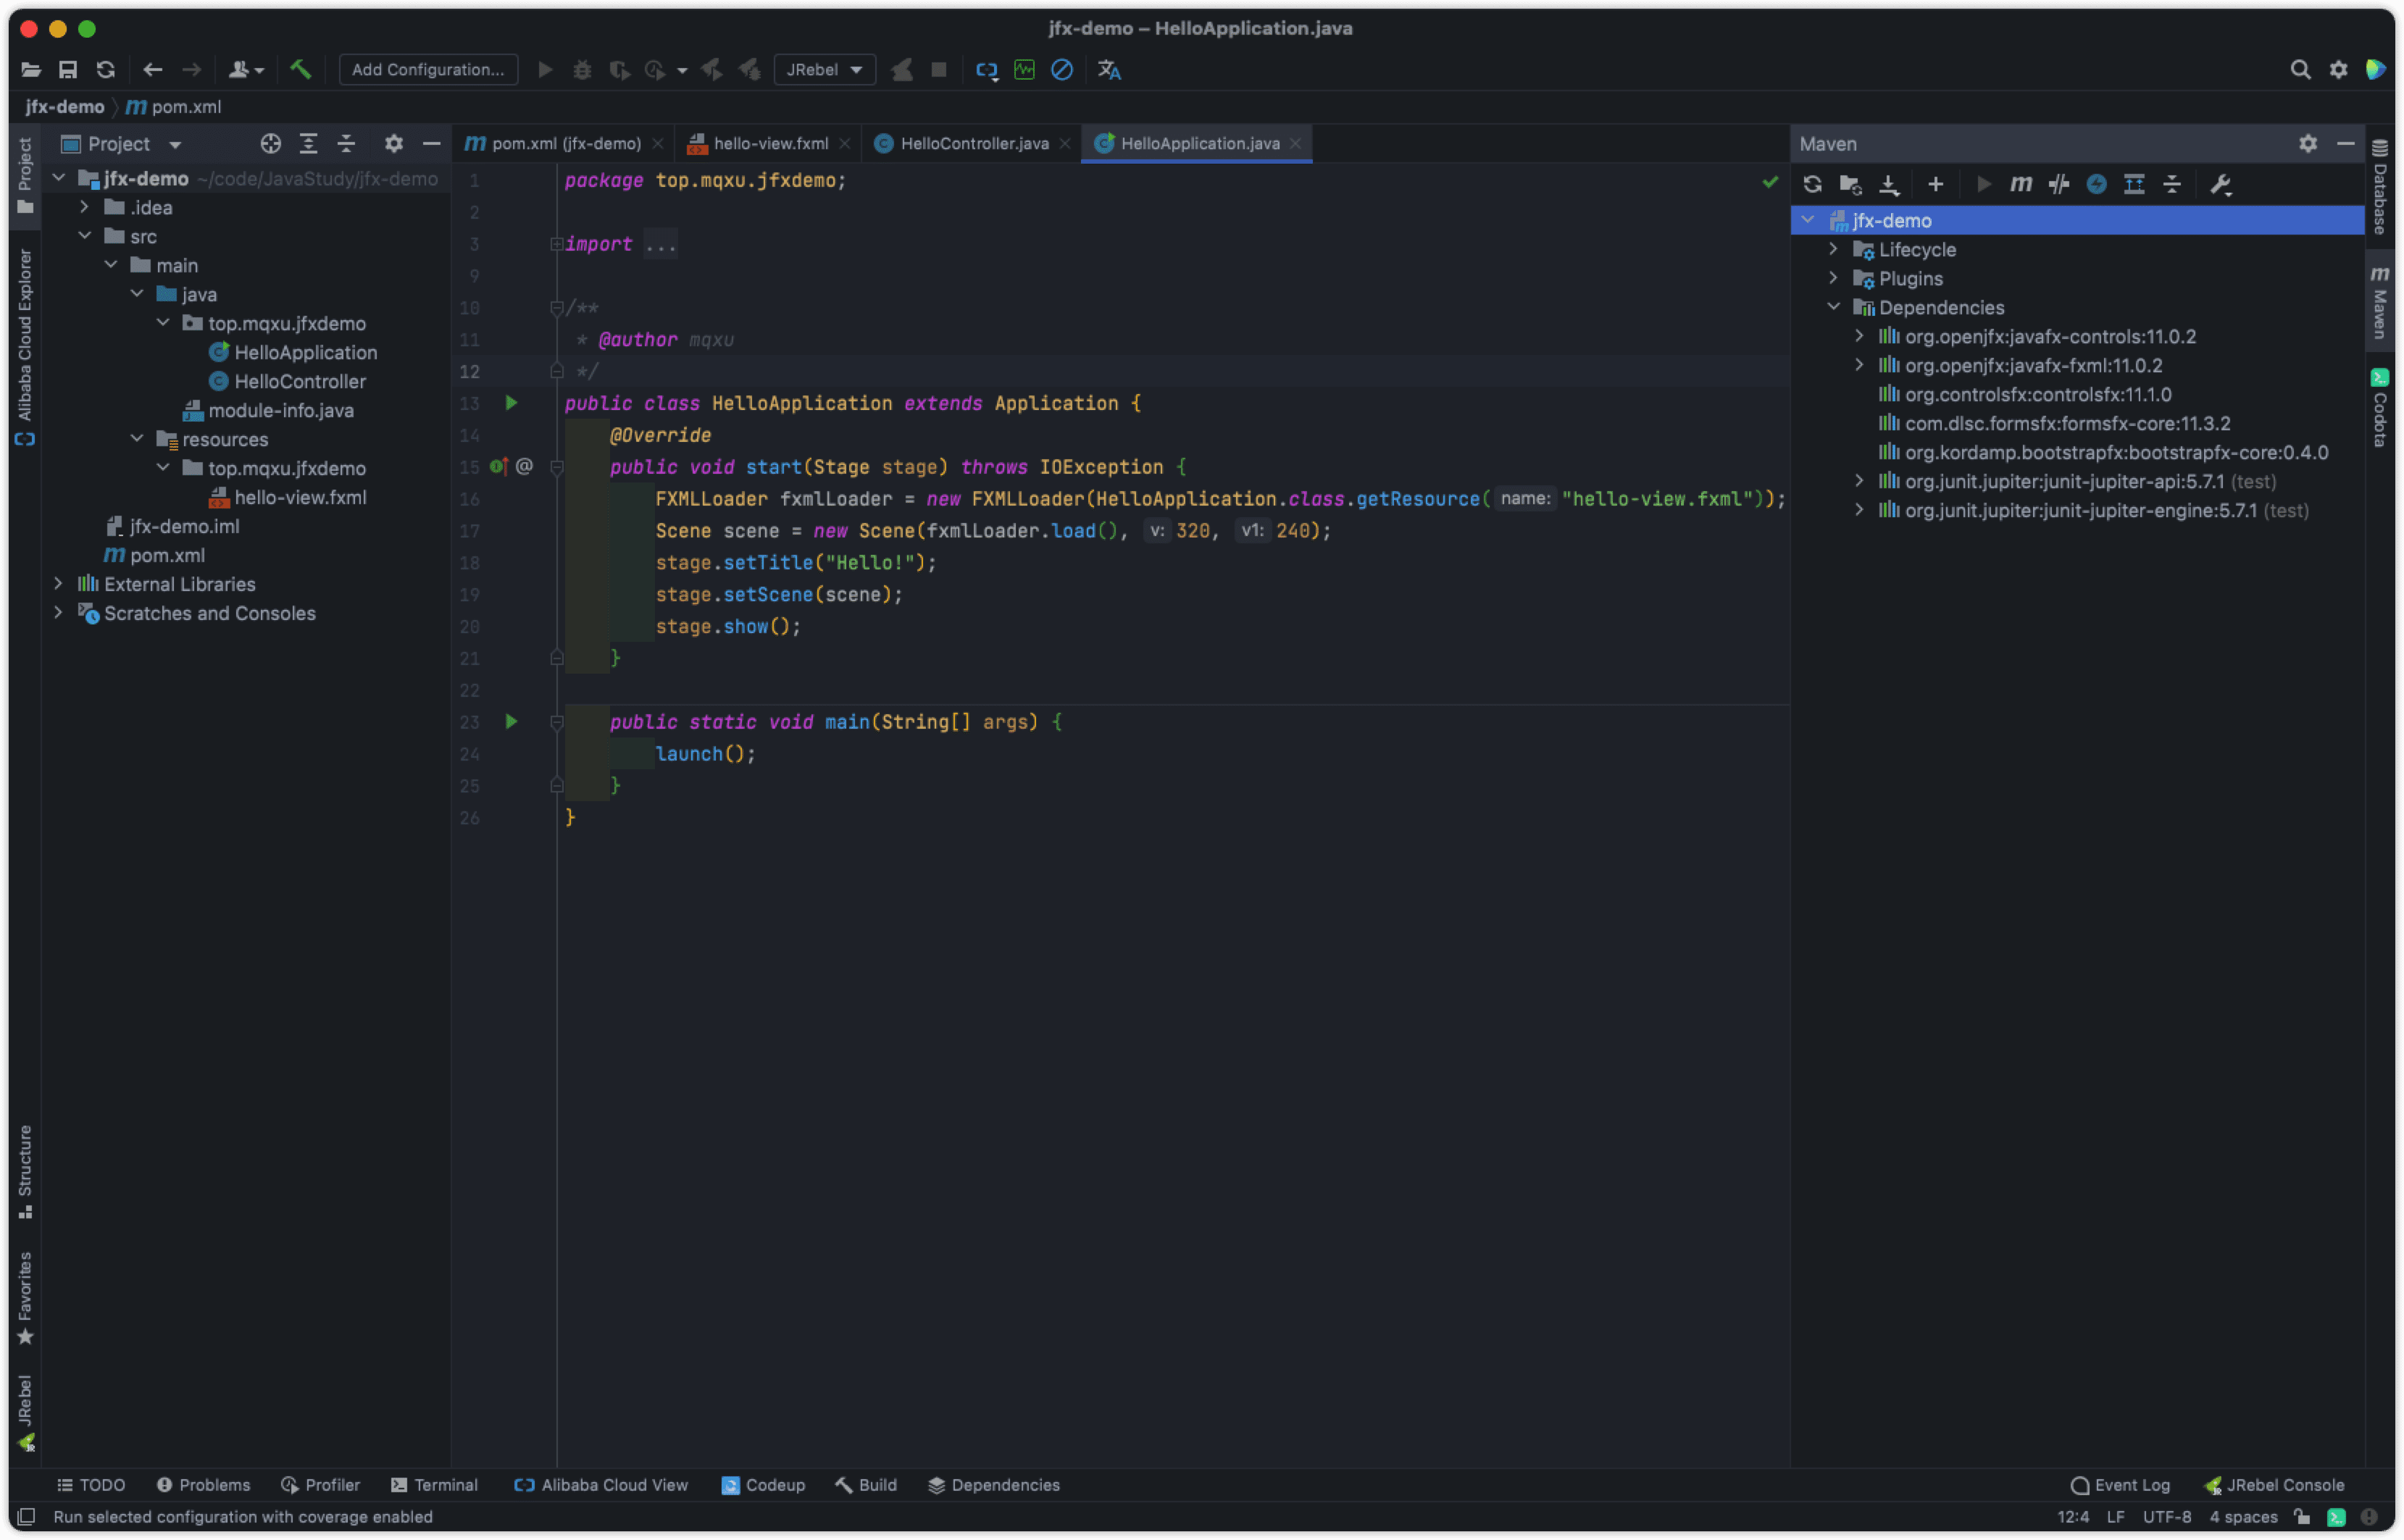 jfx-demo – HelloApplication.java
Add Configuration...
JRebel
jfx-demo
pom.xml
Project
pom.xml (jfx-demo)
hello-view.fxml
HelloController.java
HelloApplication.java
Maven
Project
Alibaba Cloud Explorer
Structure
Favorites
JRebel
jfx-demo ~/code/JavaStudy/jfx-demo
.idea
src
main
java
top.mqxu.jfxdemo
HelloApplication
HelloController
module-info.java
resources
top.mqxu.jfxdemo
hello-view.fxml
jfx-demo.iml
pom.xml
External Libraries
Scratches and Consoles
1 package top.mqxu.jfxdemo;
2
3 import ...
9
10 /**
11 * @author mqxu
12 */
13 public class HelloApplication extends Application {
14 @Override
15 @ public void start(Stage stage) throws IOException {
16 FXMLLoader fxmlLoader = new FXMLLoader(HelloApplication.class.getResource( name: "hello-view.fxml"));
17 Scene scene = new Scene(fxmlLoader.load(), v: 320, v1: 240);
18 stage.setTitle("Hello!");
19 stage.setScene(scene);
20 stage.show();
21 }
22
23 public static void main(String[] args) {
24 launch();
25 }
26 }
jfx-demo
Lifecycle
Plugins
Dependencies
org.openjfx:javafx-controls:11.0.2
org.openjfx:javafx-fxml:11.0.2
org.controlsfx:controlsfx:11.1.0
com.dlsc.formsfx:formsfx-core:11.3.2
org.kordamp.bootstrapfx:bootstrapfx-core:0.4.0
org.junit.jupiter:junit-jupiter-api:5.7.1 (test)
org.junit.jupiter:junit-jupiter-engine:5.7.1 (test)
Database
Maven
Codota
TODO
Problems
Profiler
Terminal
Alibaba Cloud View
Codeup
Build
Dependencies
Event Log
JRebel Console
Run selected configuration with coverage enabled
12:4 LF UTF-8 4 spaces